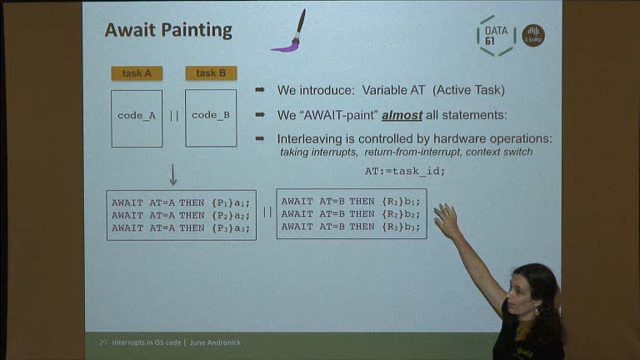 Await Painting
DATA
61
CSIRO
task A
task B
code_A
||
code_B
We introduce: Variable AT (Active Task)
We "AWAIT-paint" almost all statements:
Interleaving is controlled by hardware operations:
taking interrupts, return-from-interrupt, context switch
AT:=task_id;
AWAIT AT=A THEN {P₁}a₁;
AWAIT AT=A THEN {P₂}a₂;
AWAIT AT=A THEN {P₃}a₃;
||
AWAIT AT=B THEN {R₁}b₁;
AWAIT AT=B THEN {R₂}b₂;
AWAIT AT=B THEN {R₃}b₃;
20 interrupts in OS code | June Andronick